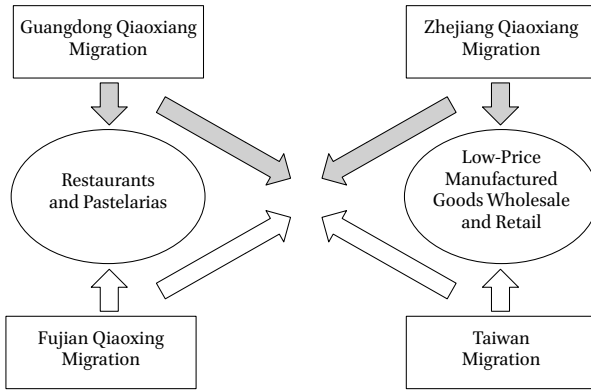 Guangdong Qiaoxiang
Migration
Zhejiang Qiaoxiang
Migration
Restaurants
and Pastelarias
Low-Price
Manufactured
Goods Wholesale
and Retail
Fujian Qiaoxing
Migration
Taiwan
Migration